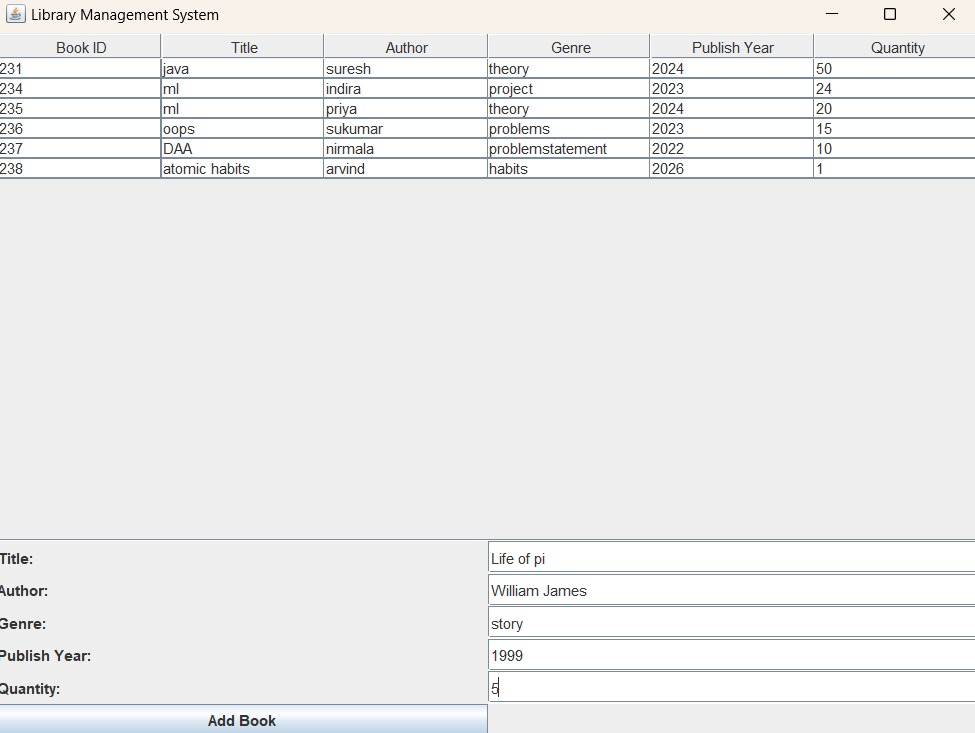 Library Management System
Book ID Title Author Genre Publish Year Quantity
231 java suresh theory 2024 50
234 ml indira project 2023 24
235 ml priya theory 2024 20
236 oops sukumar problems 2023 15
237 DAA nirmala problemstatement 2022 10
238 atomic habits arvind habits 2026 1
Title: Life of pi
Author: William James
Genre: story
Publish Year: 1999
Quantity: 5
Add Book